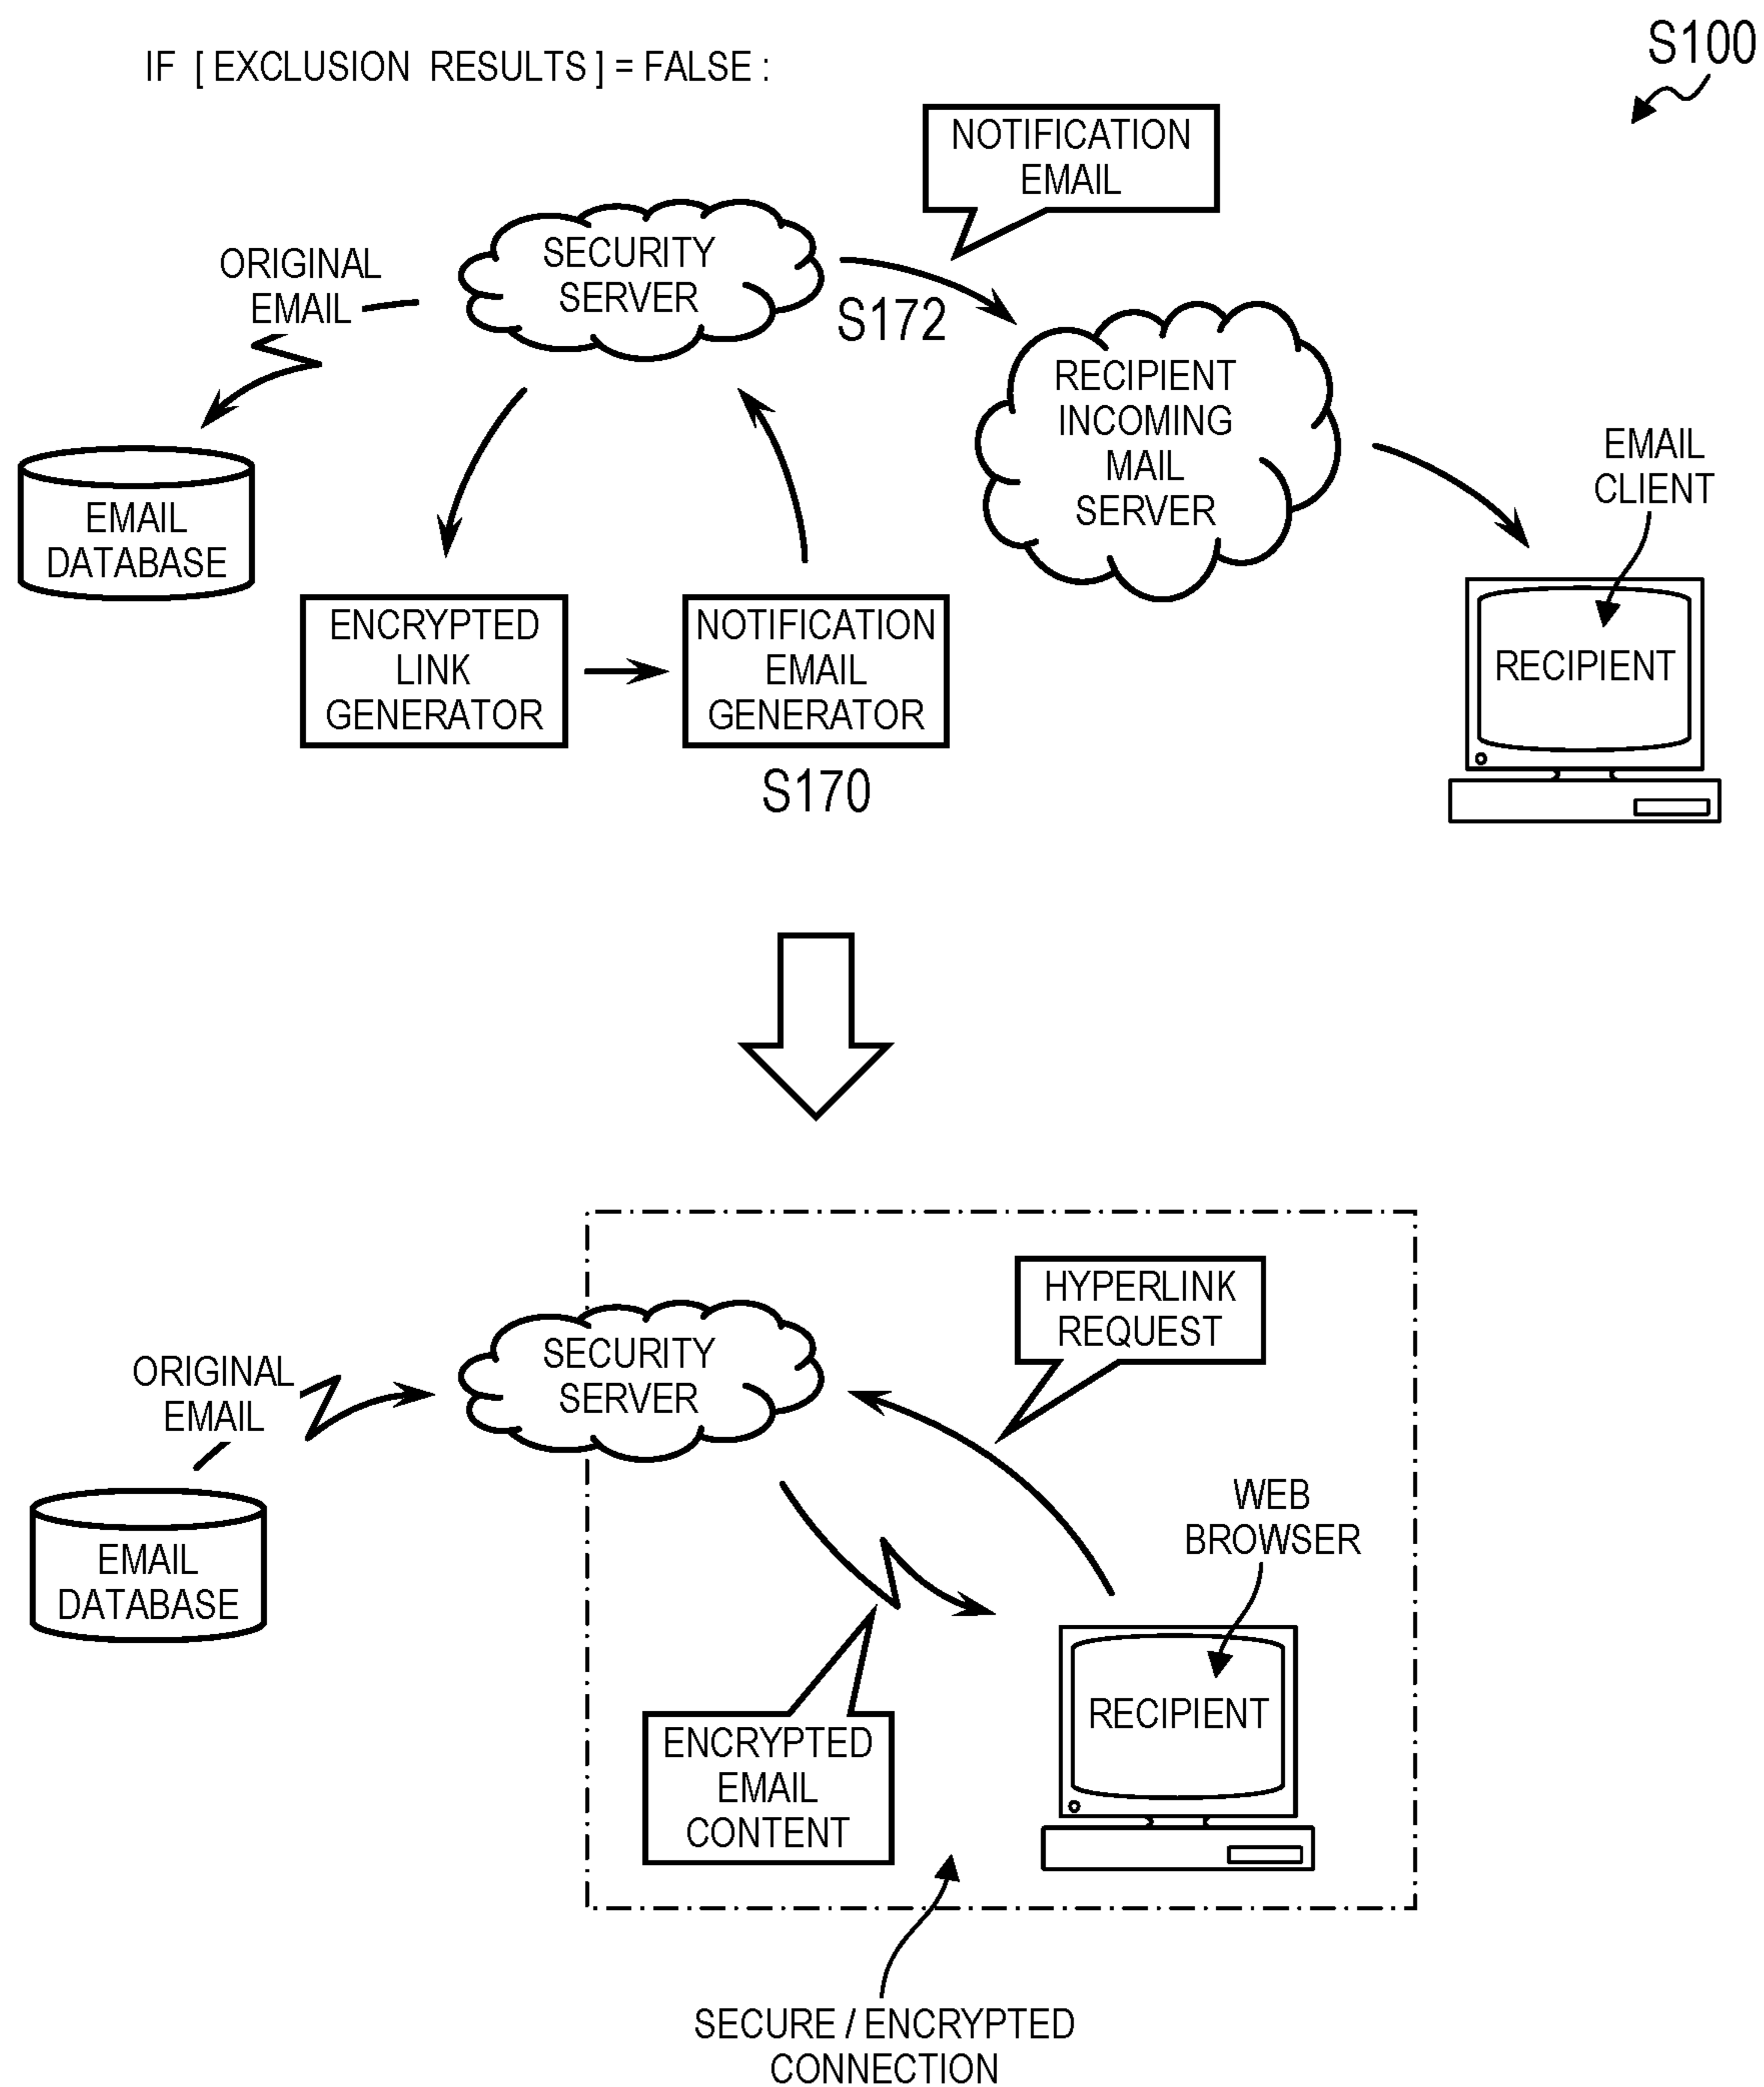 S100
IF [ EXCLUSION RESULTS ] = FALSE :
NOTIFICATION
EMAIL
SECURITY
SERVER
ORIGINAL
EMAIL
S172
RECIPIENT
INCOMING
MAIL
SERVER
EMAIL
CLIENT
EMAIL
DATABASE
ENCRYPTED
LINK
GENERATOR
NOTIFICATION
EMAIL
GENERATOR
RECIPIENT
S170
HYPERLINK
REQUEST
SECURITY
SERVER
ORIGINAL
EMAIL
WEB
BROWSER
EMAIL
DATABASE
RECIPIENT
ENCRYPTED
EMAIL
CONTENT
SECURE / ENCRYPTED
CONNECTION